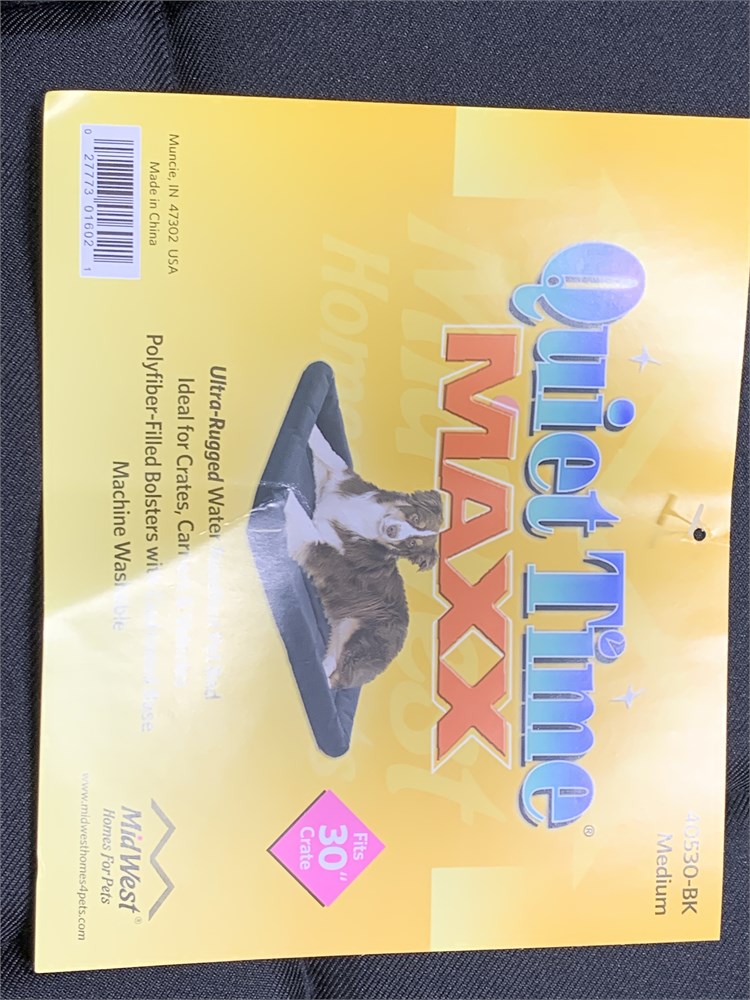 40530-BK
Medium
Quiet Time®
MAXX
Fits
30"
Crate
Ultra-Rugged Water
Ideal for Crates, Car
Polyfiber-Filled Bolsters with
Machine Washable
Muncie, IN 47302 USA
Made in China
0 27773 01602 1
MidWest®
Homes For Pets
www.midwesthomes4pets.com